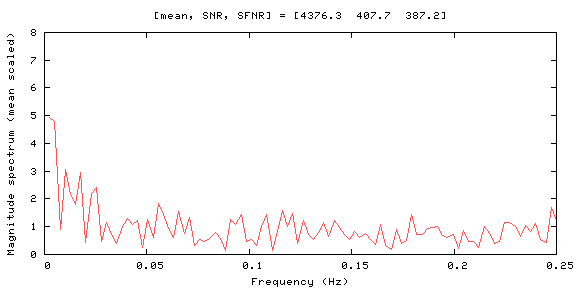 [mean, SNR, SFNR] = [4376.3 407.7 387.2]
Magnitude spectrum (mean scaled)
8
7
6
5
4
3
2
1
0
0 0.05 0.1 0.15 0.2 0.25
Frequency (Hz)